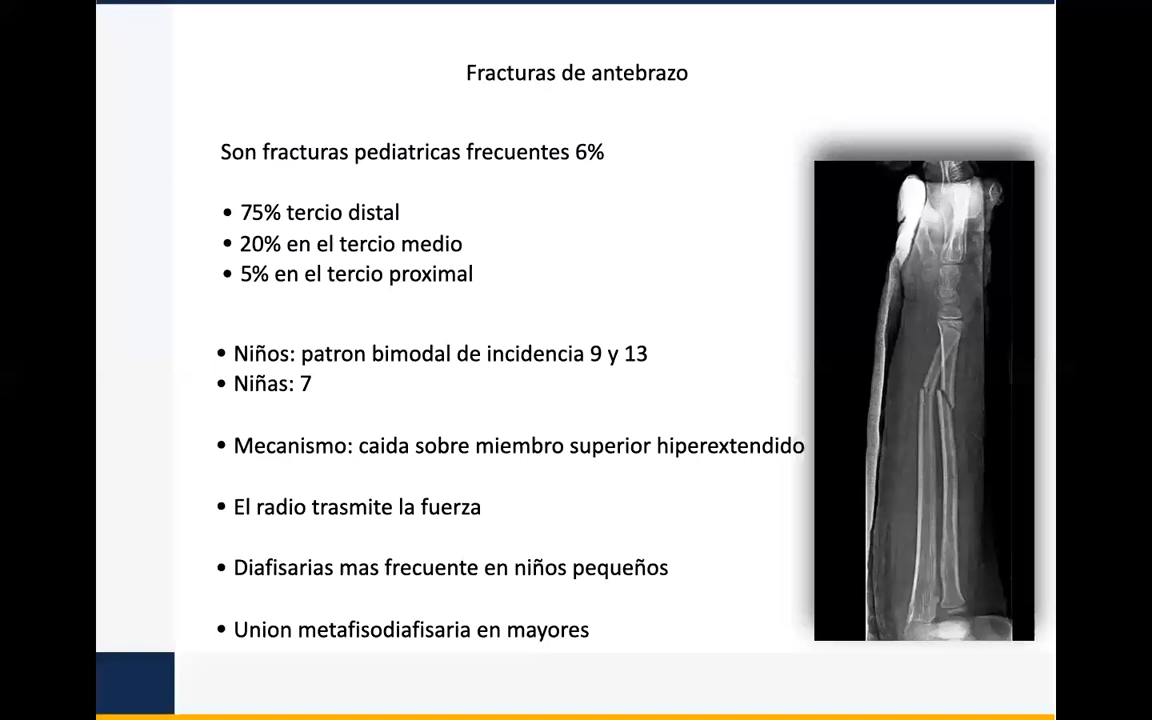 Fracturas de antebrazo
Son fracturas pediatricas frecuentes 6%
• 75% tercio distal
• 20% en el tercio medio
• 5% en el tercio proximal
• Niños: patron bimodal de incidencia 9 y 13
• Niñas: 7
• Mecanismo: caida sobre miembro superior hiperextendido
• El radio trasmite la fuerza
• Diafisarias mas frecuente en niños pequeños
• Union metafisodiafisaria en mayores